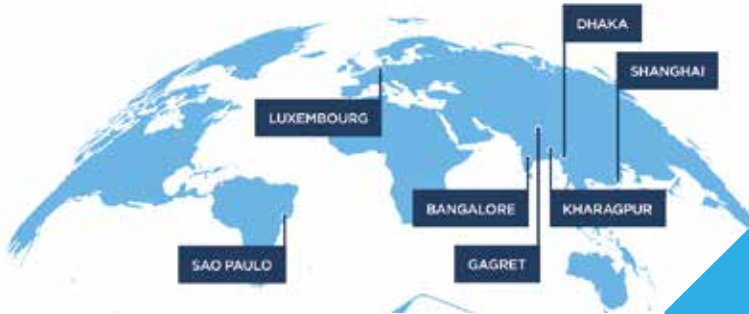 DHAKA
SHANGHAI
LUXEMBOURG
BANGALORE
KHARAGPUR
SAO PAULO
GAGRET